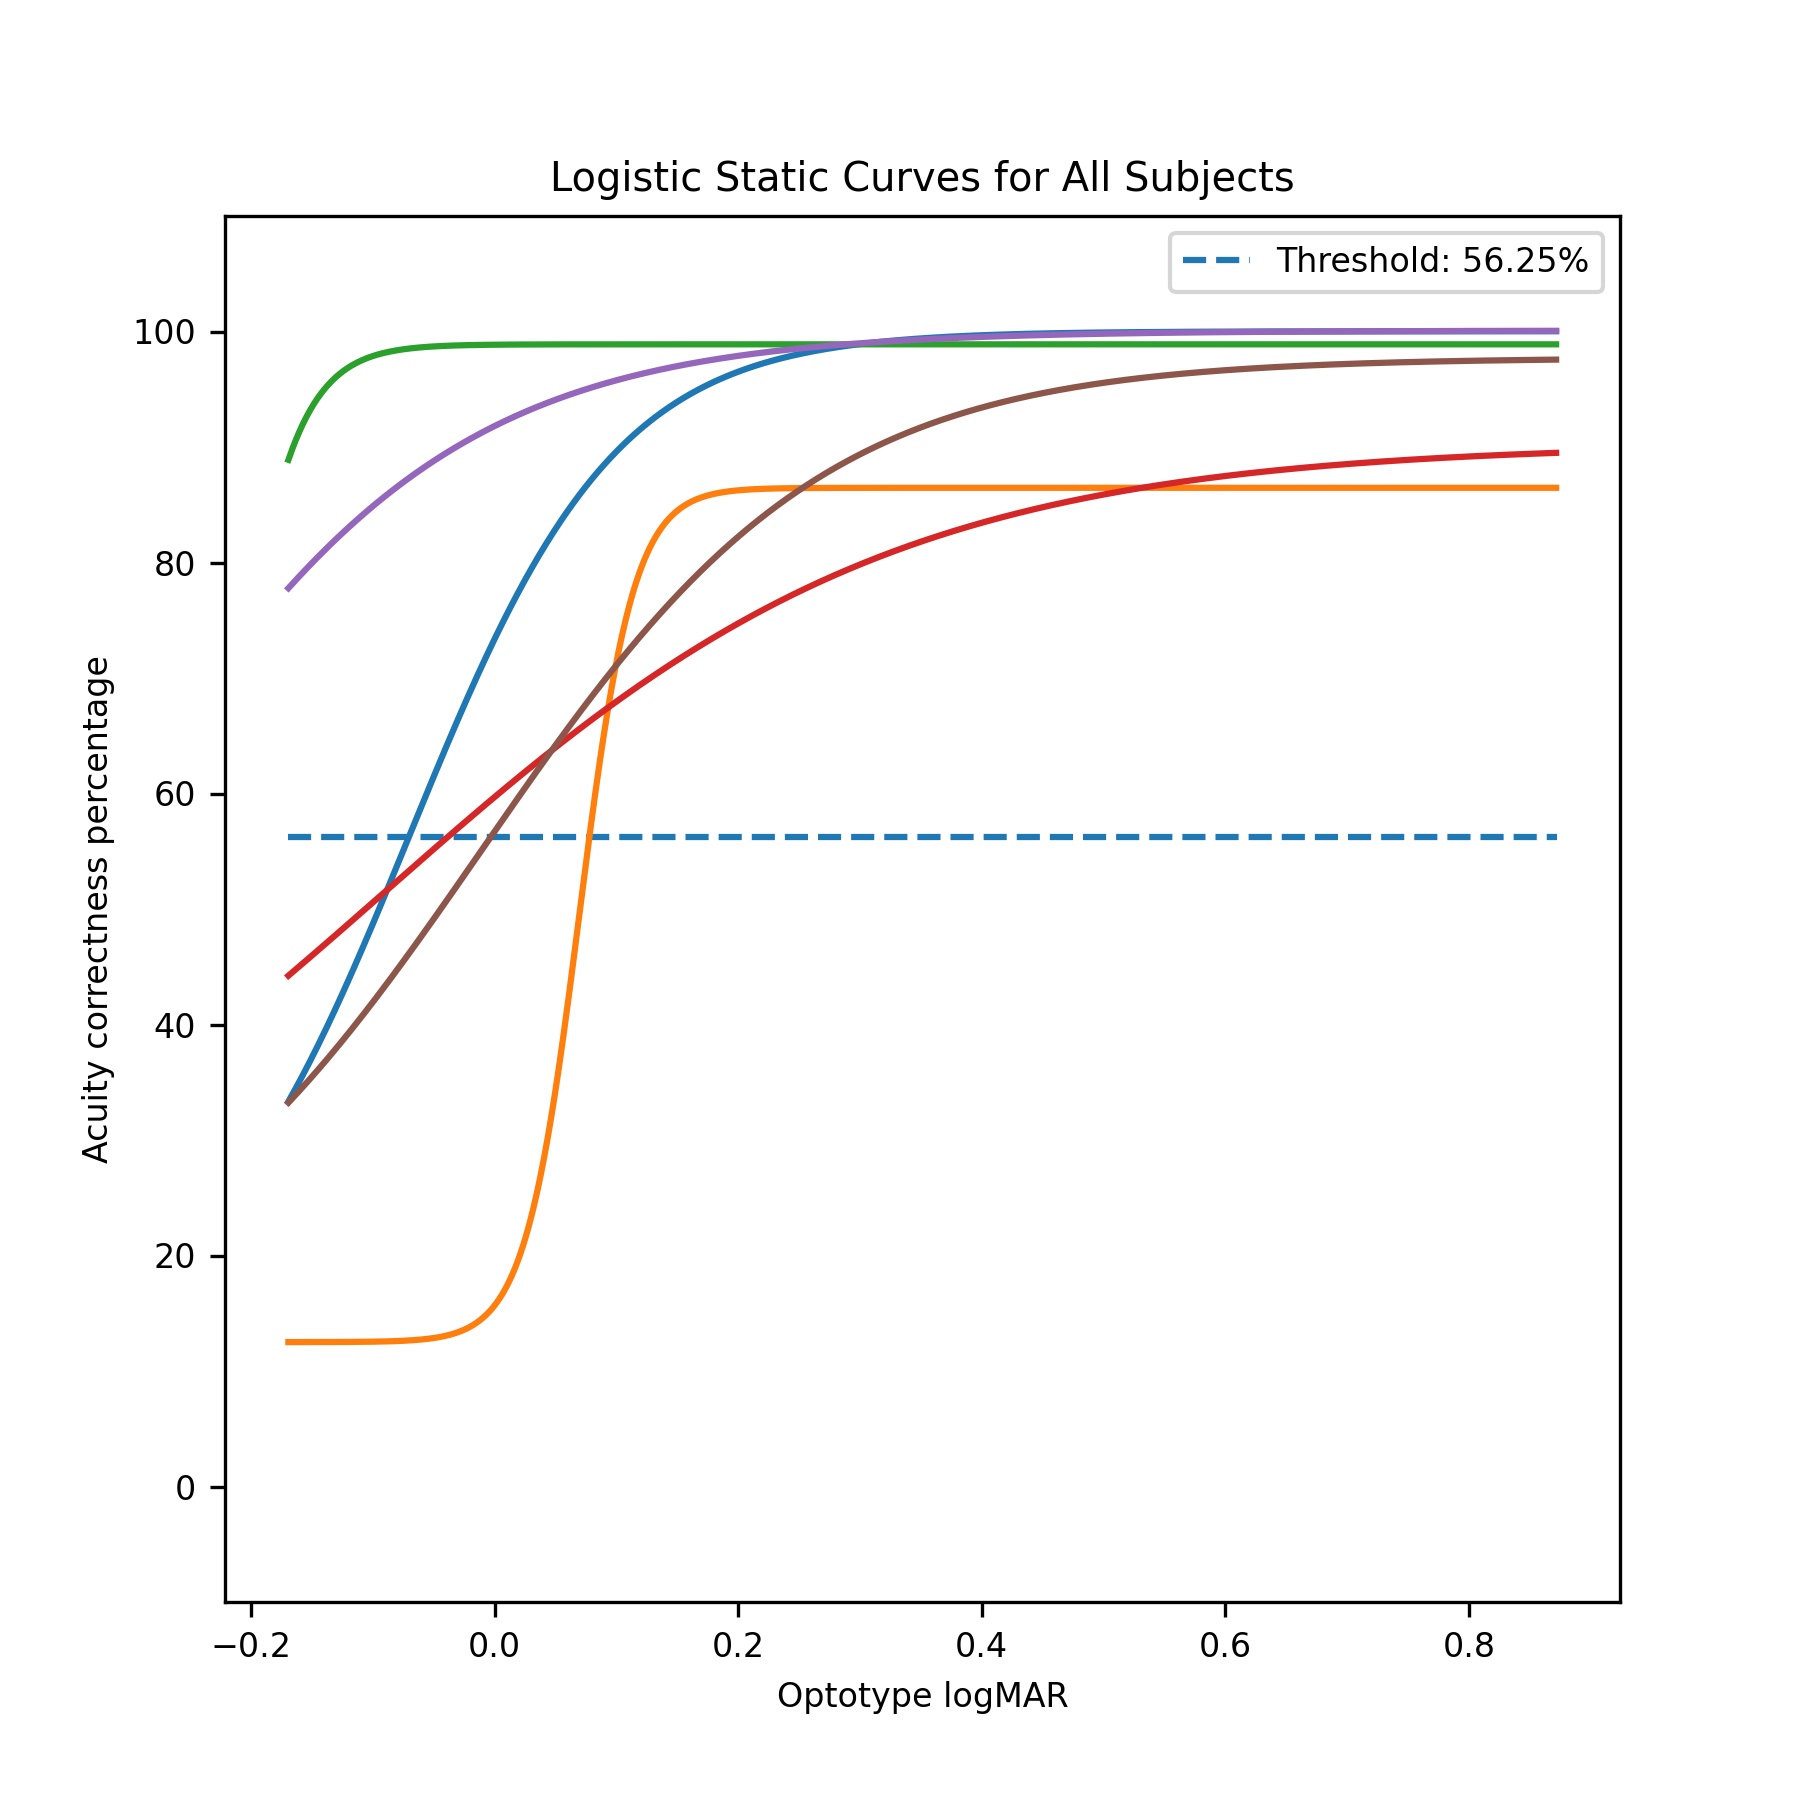 Logistic Static Curves for All Subjects
Threshold: 56.25%
100
80
60
40
20
0
Acuity correctness percentage
−0.2 0.0 0.2 0.4 0.6 0.8
Optotype logMAR